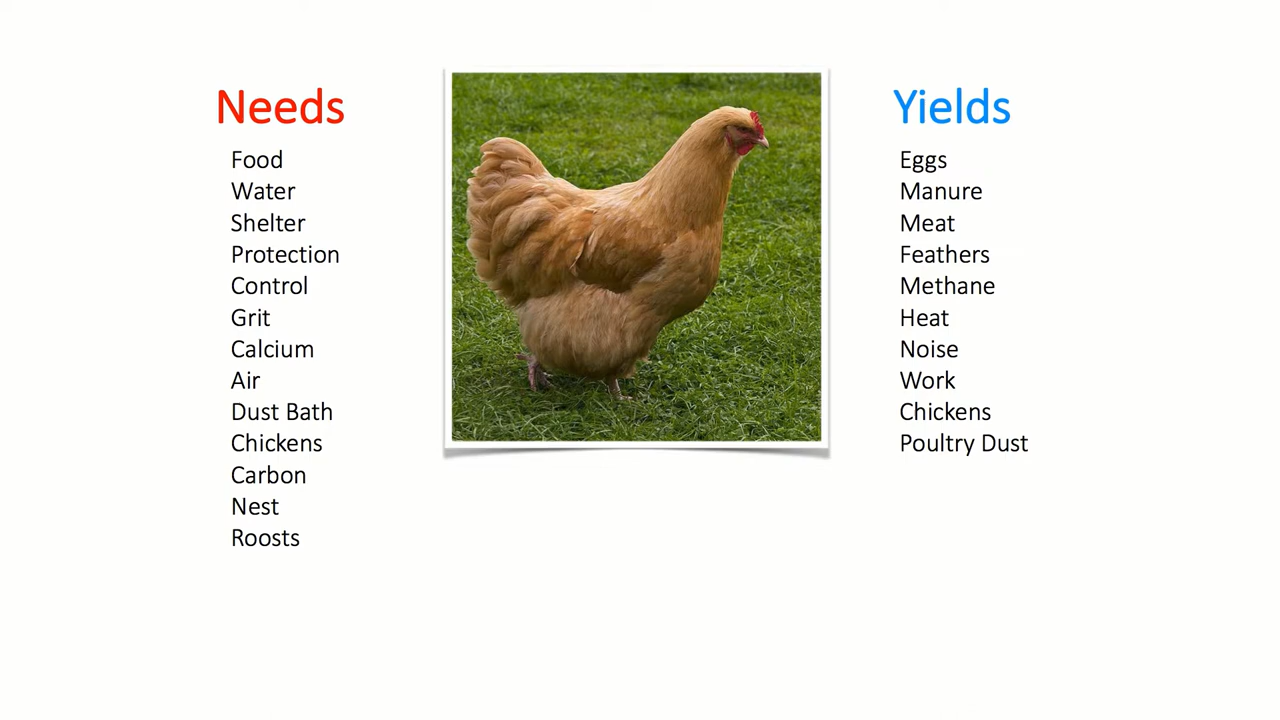 Needs
Food
Water
Shelter
Protection
Control
Grit
Calcium
Air
Dust Bath
Chickens
Carbon
Nest
Roosts
Yields
Eggs
Manure
Meat
Feathers
Methane
Heat
Noise
Work
Chickens
Poultry Dust